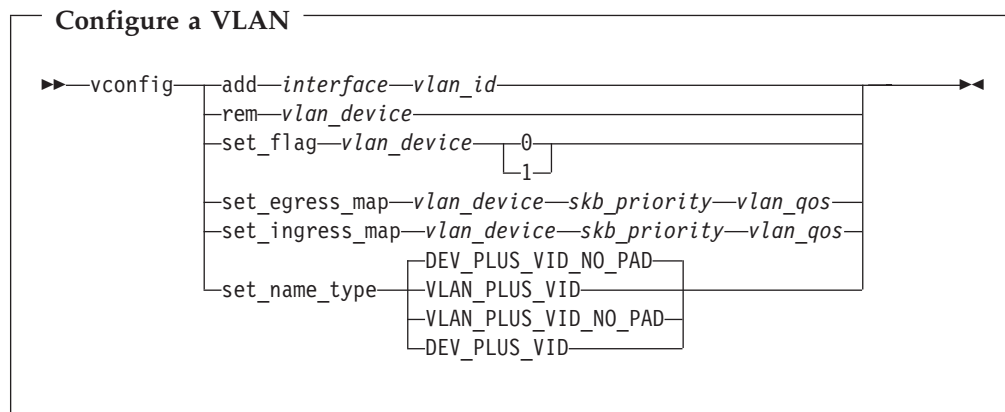 Configure a VLAN
vconfig add interface vlan_id
rem vlan_device
set_flag vlan_device 0
1
set_egress_map vlan_device skb_priority vlan_qos
set_ingress_map vlan_device skb_priority vlan_qos
DEV_PLUS_VID_NO_PAD
set_name_type VLAN_PLUS_VID
VLAN_PLUS_VID_NO_PAD
DEV_PLUS_VID